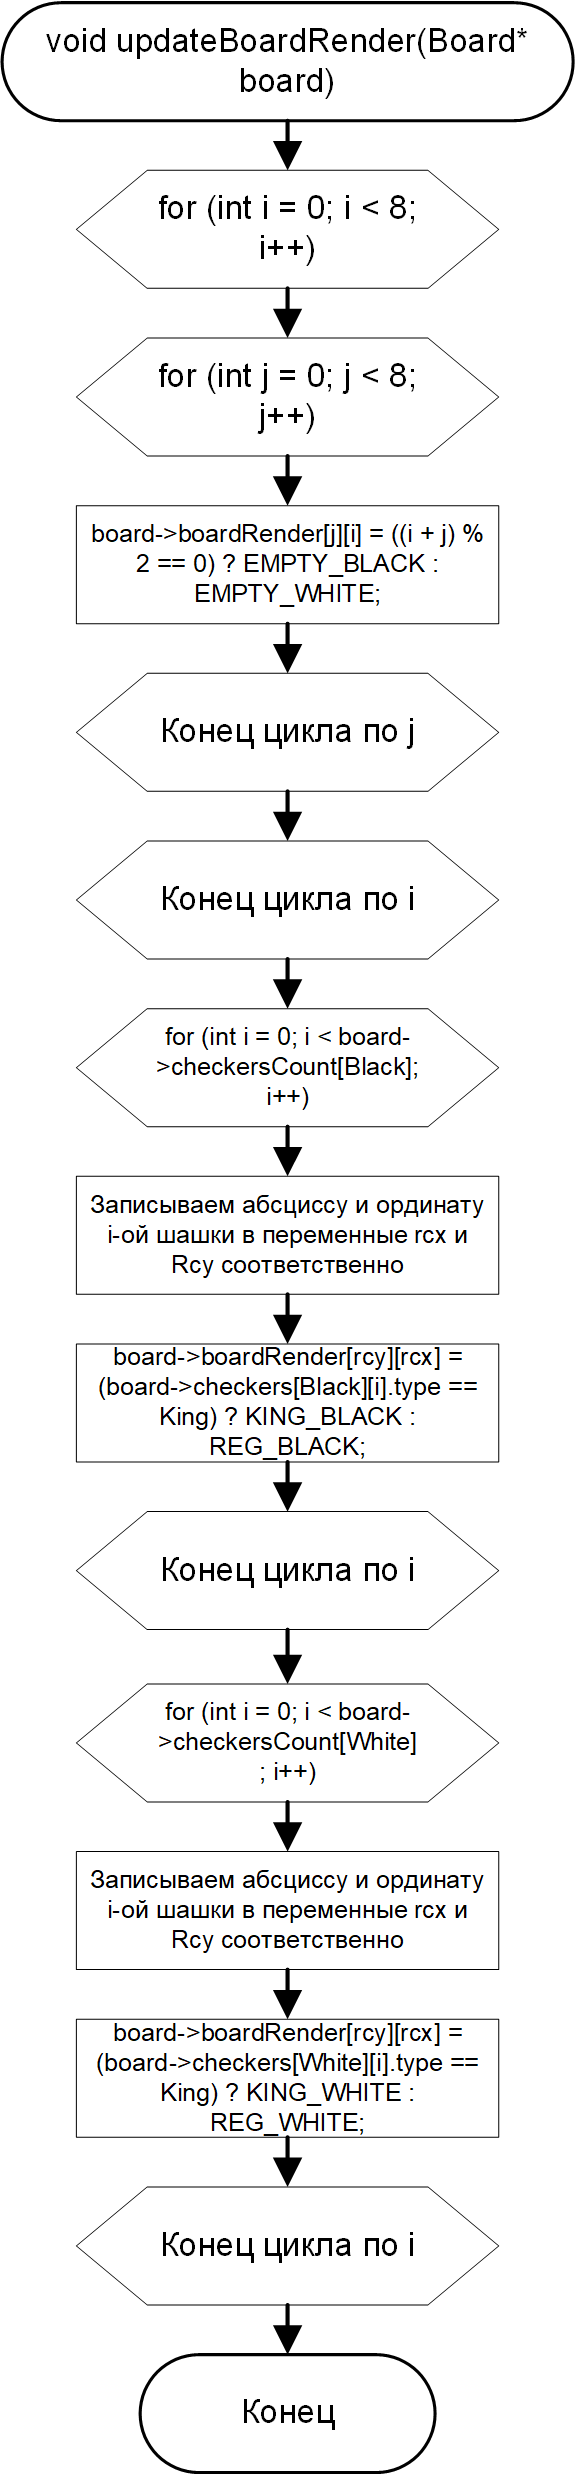 void updateBoardRender(Board*
board)
for (int i = 0; i < 8;
i++)
for (int j = 0; j < 8;
j++)
board->boardRender[j][i] = ((i + j) %
2 == 0) ? EMPTY_BLACK :
EMPTY_WHITE;
Конец цикла по j
Конец цикла по i
for (int i = 0; i < board-
>checkersCount[Black];
i++)
Записываем абсциссу и ординату
i-ой шашки в переменные rcx и
Rcy соответственно
board->boardRender[rcy][rcx] =
(board->checkers[Black][i].type ==
King) ? KING_BLACK :
REG_BLACK;
Конец цикла по i
for (int i = 0; i < board-
>checkersCount[White]
; i++)
Записываем абсциссу и ординату
i-ой шашки в переменные rcx и
Rcy соответственно
board->boardRender[rcy][rcx] =
(board->checkers[White][i].type ==
King) ? KING_WHITE :
REG_WHITE;
Конец цикла по i
Конец